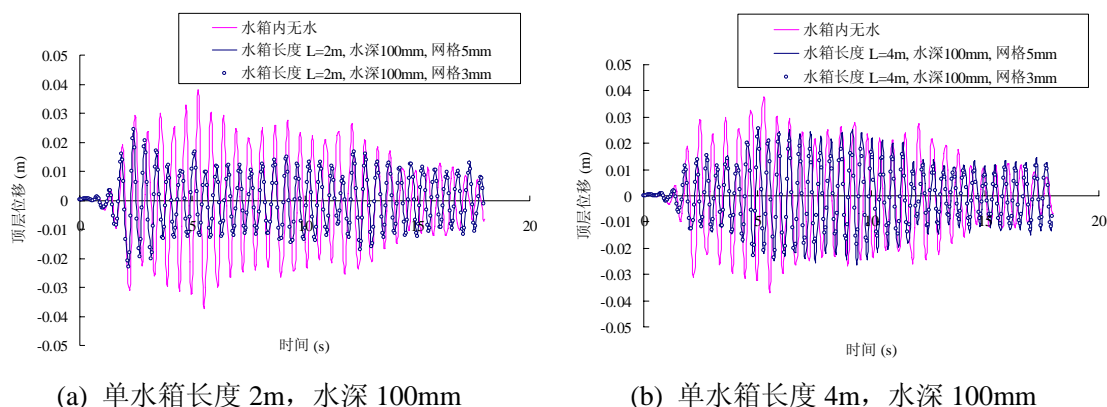 水箱内无水
水箱长度 L=2m, 水深100mm, 网格5mm
水箱长度 L=2m, 水深100mm, 网格3mm
0.05
0.04
0.03
0.02
0.01
0
-0.01
-0.02
-0.03
-0.04
-0.05
顶层位移 (m)
0
5
10
15
20
时间 (s)
(a) 单水箱长度 2m，水深 100mm
水箱内无水
水箱长度 L=4m, 水深100mm, 网格5mm
水箱长度 L=4m, 水深100mm, 网格3mm
0.05
0.04
0.03
0.02
0.01
0
-0.01
-0.02
-0.03
-0.04
-0.05
顶层位移 (m)
0
5
10
15
20
时间 (s)
(b) 单水箱长度 4m，水深 100mm